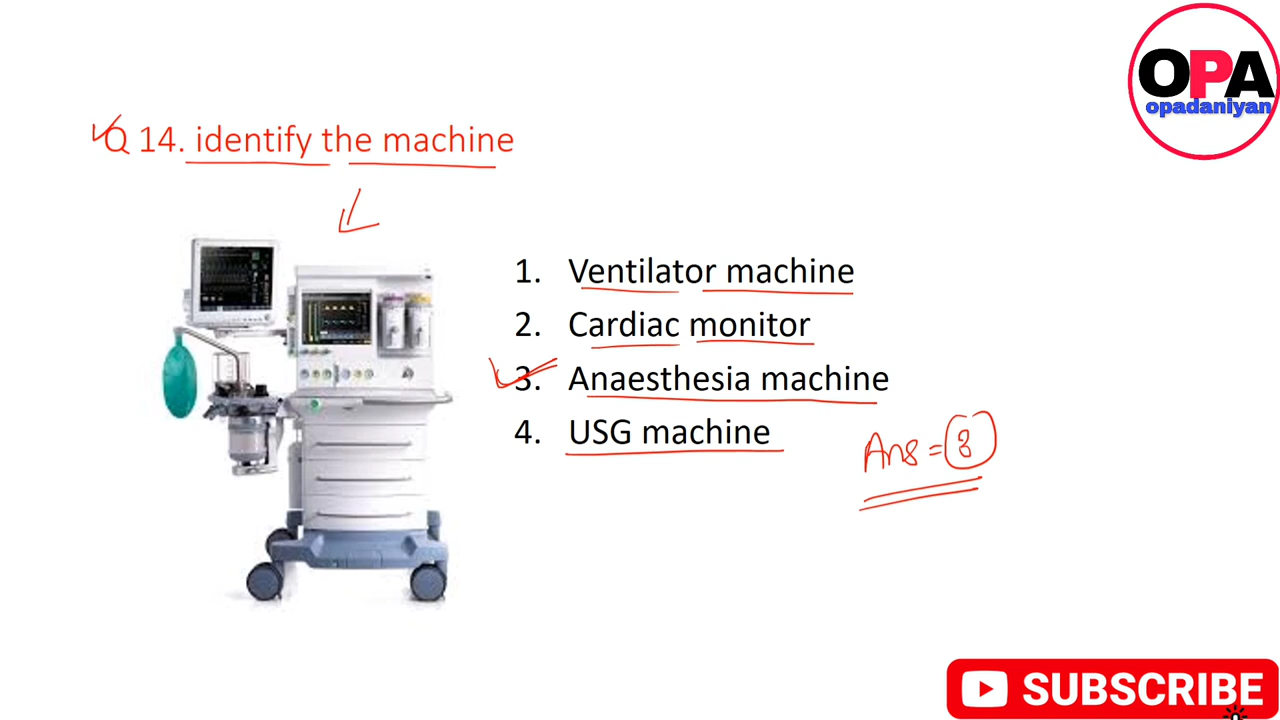 OPA
opadaniyan
Q 14. identify the machine
1. Ventilator machine
2. Cardiac monitor
3. Anaesthesia machine
4. USG machine
Ans = 3
SUBSCRIBE